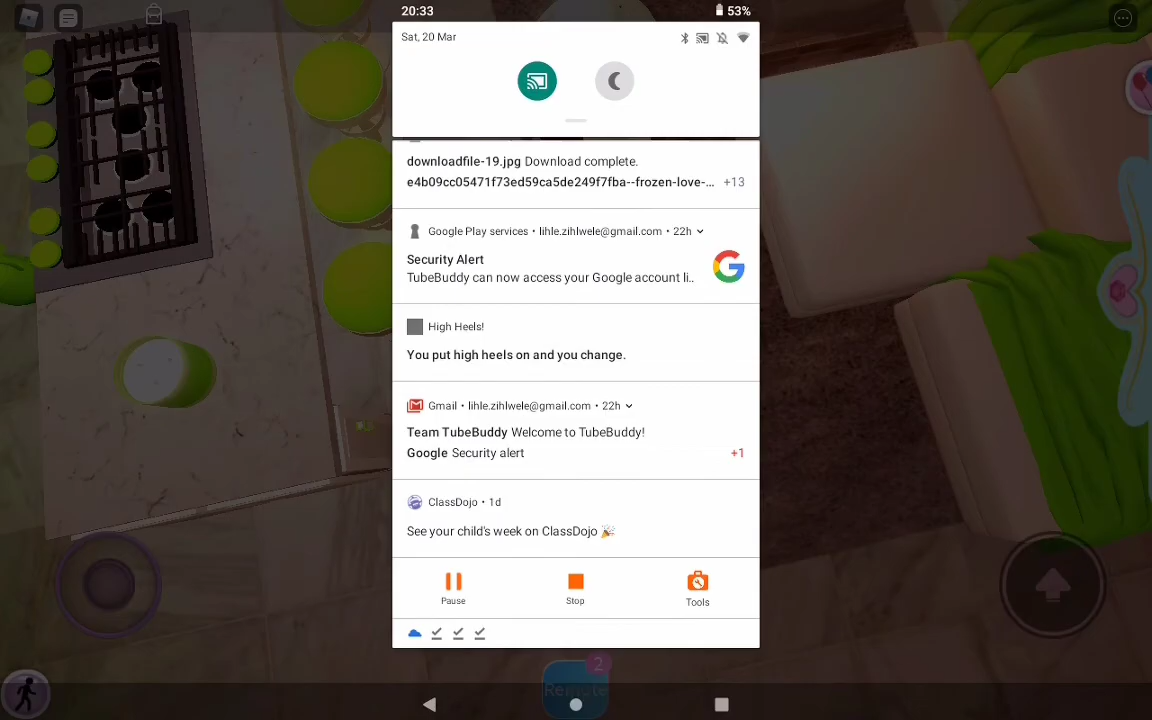 20:33
53%
Sat, 20 Mar
downloadfile-19.jpg Download complete.
e4b09cc05471f73ed59ca5de249f7fba--frozen-love-... +13
Google Play services • lihle.zihlwele@gmail.com • 22h
Security Alert
TubeBuddy can now access your Google account li..
High Heels!
You put high heels on and you change.
Gmail • lihle.zihlwele@gmail.com • 22h
Team TubeBuddy Welcome to TubeBuddy!
Google Security alert +1
ClassDojo • 1d
See your child's week on ClassDojo 🎉
Pause Stop Tools
2
Remote